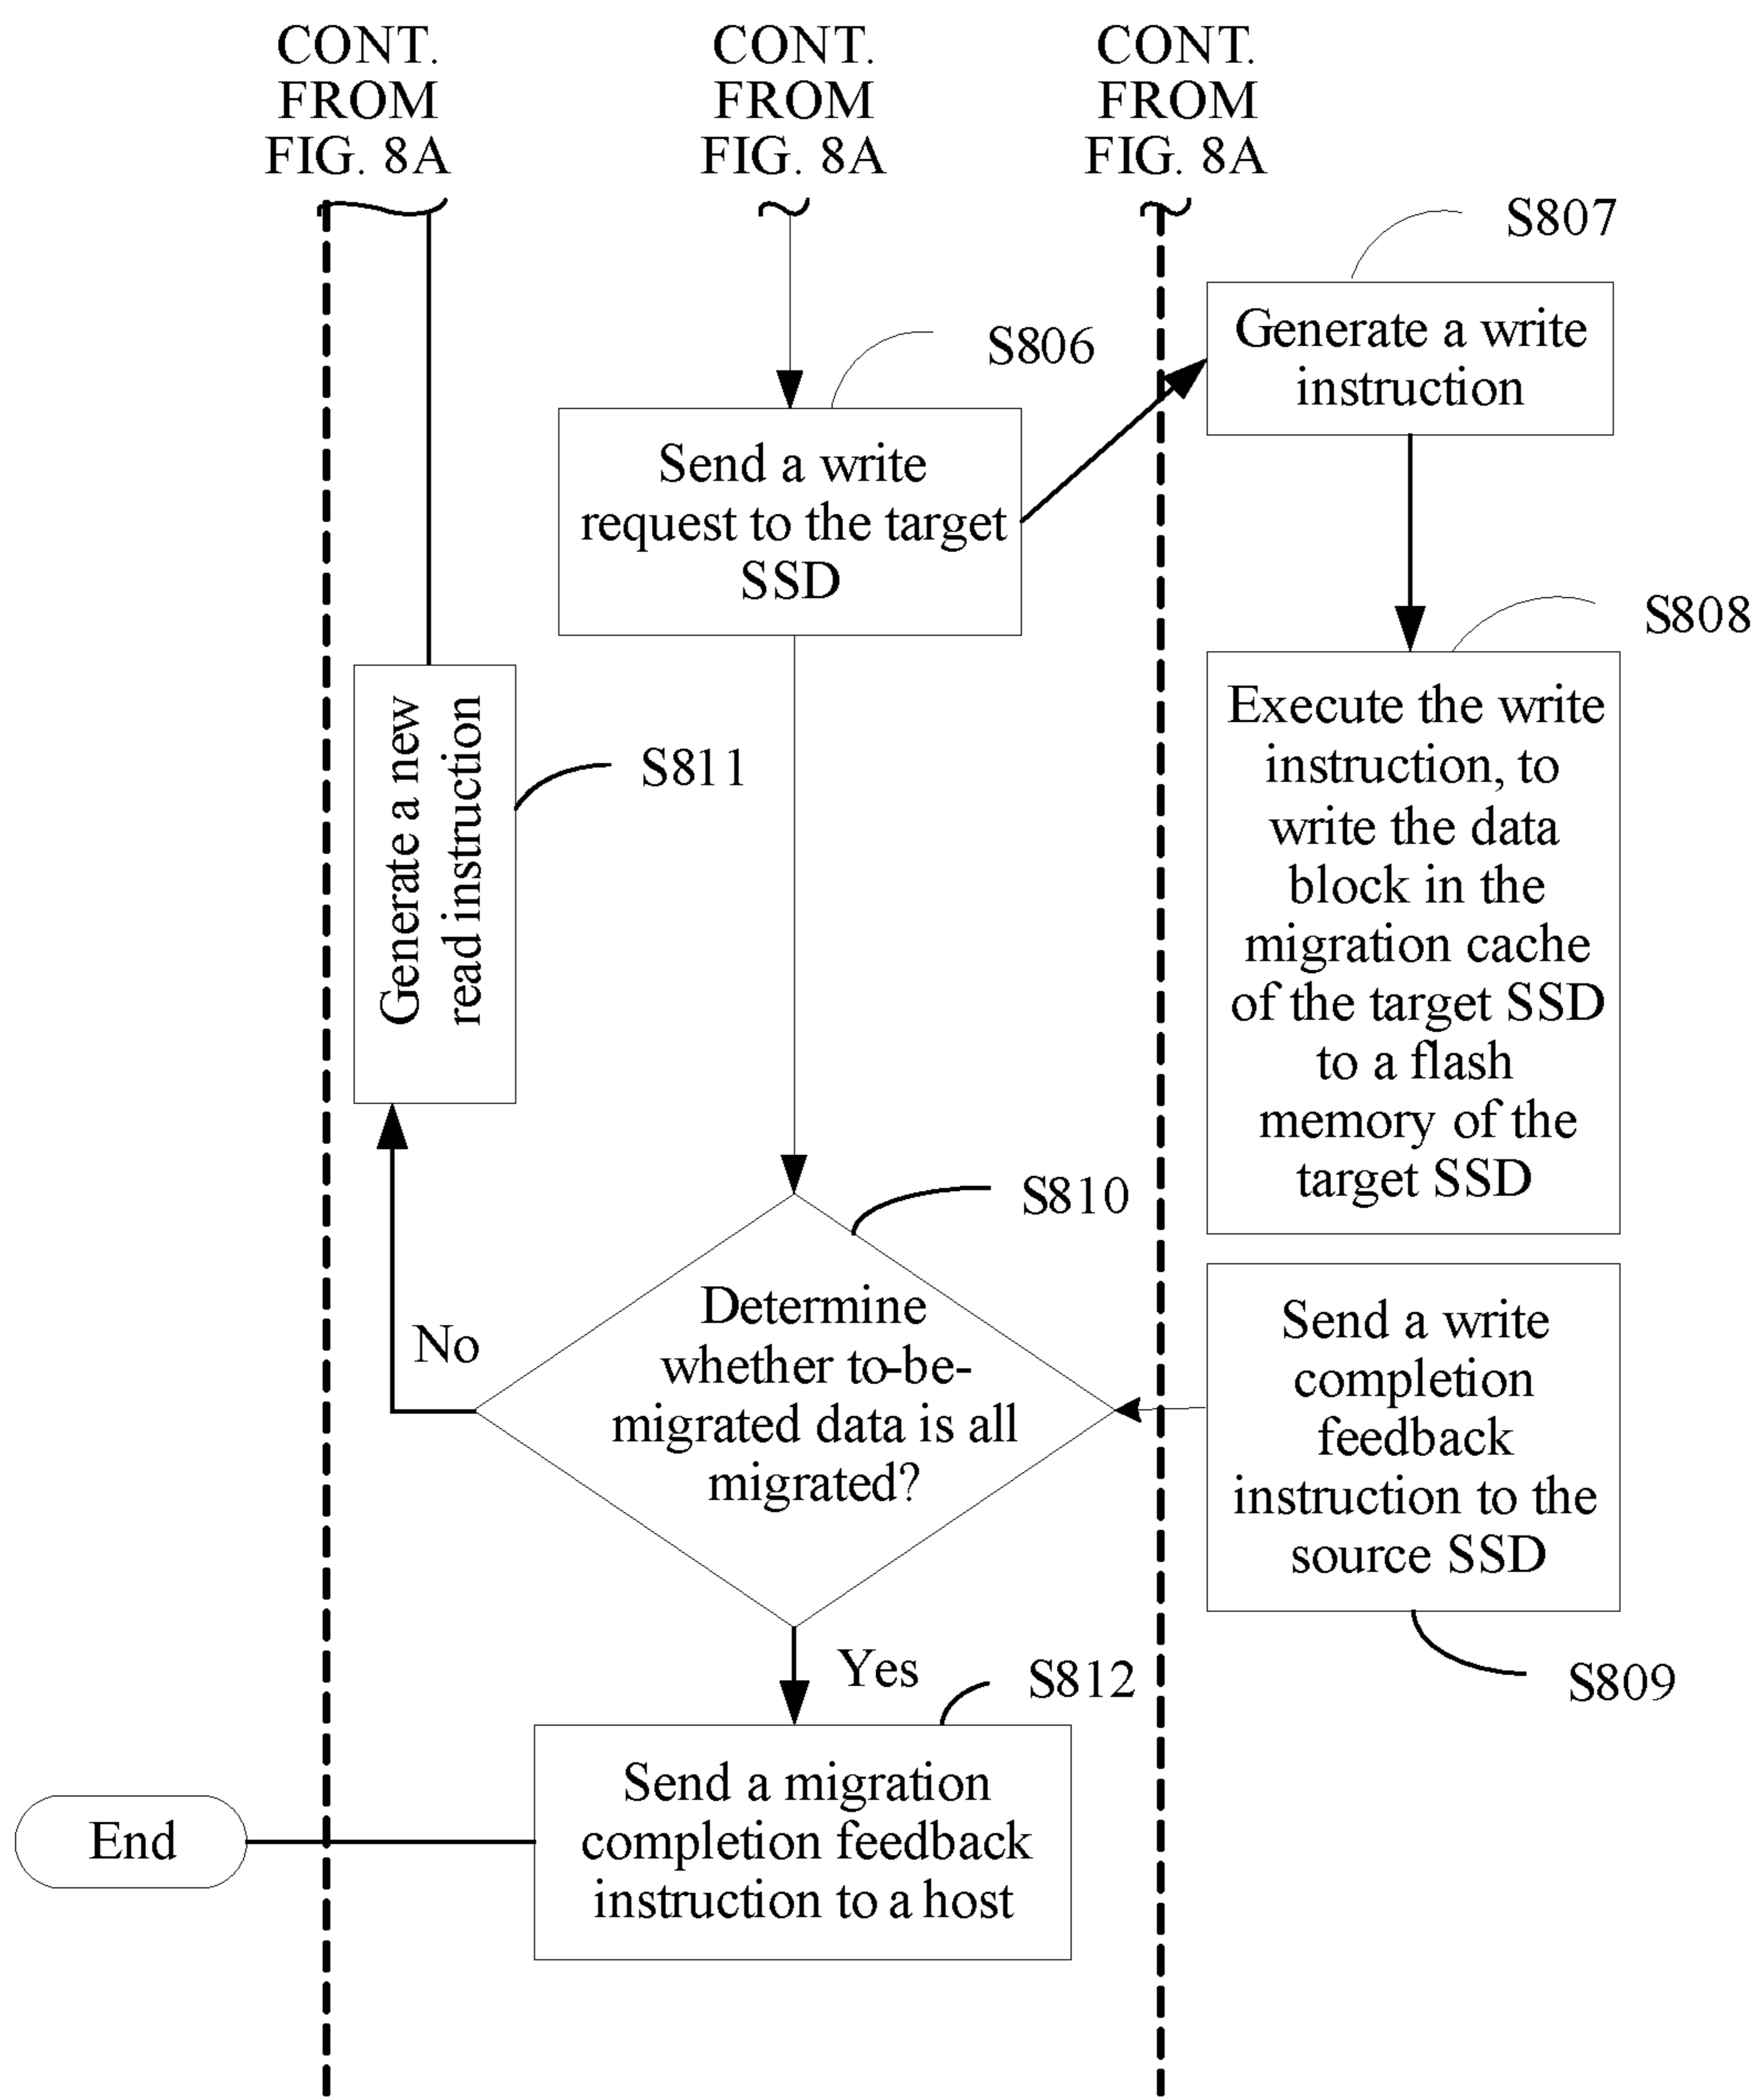 CONT.
FROM
FIG. 8A
CONT.
FROM
FIG. 8A
CONT.
FROM
FIG. 8A
S807
Generate a write
instruction
S806
Send a write
request to the target
SSD
S808
Execute the write
instruction, to
write the data
block in the
migration cache
of the target SSD
to a flash
memory of the
target SSD
Generate a new
read instruction
S811
S810
Determine
whether to-be-
migrated data is all
migrated?
No
Yes
Send a write
completion
feedback
instruction to the
source SSD
S809
S812
Send a migration
completion feedback
instruction to a host
End